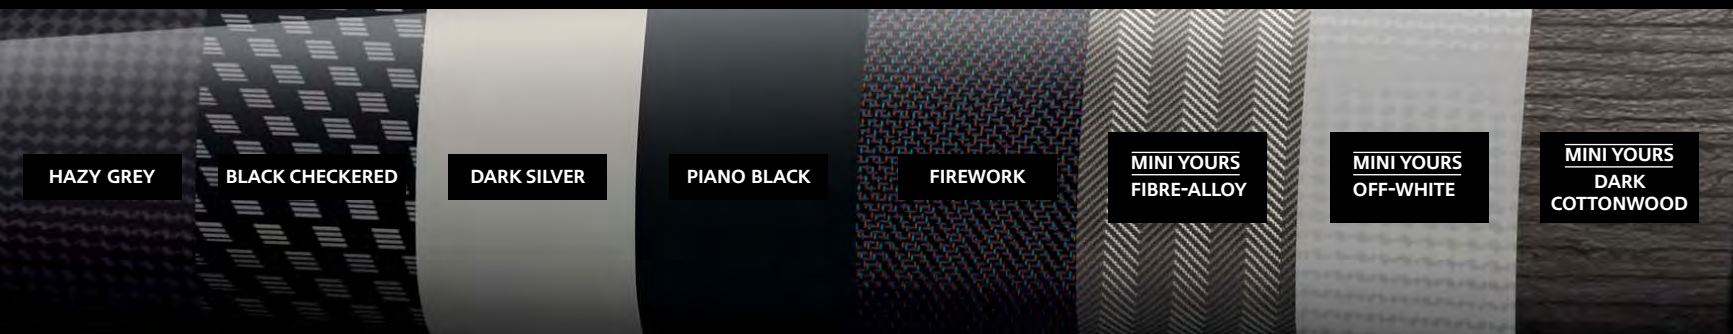 HAZY GREY
BLACK CHECKERED
DARK SILVER
PIANO BLACK
FIREWORK
MINI YOURS
FIBRE-ALLOY
MINI YOURS
OFF-WHITE
MINI YOURS
DARK
COTTONWOOD